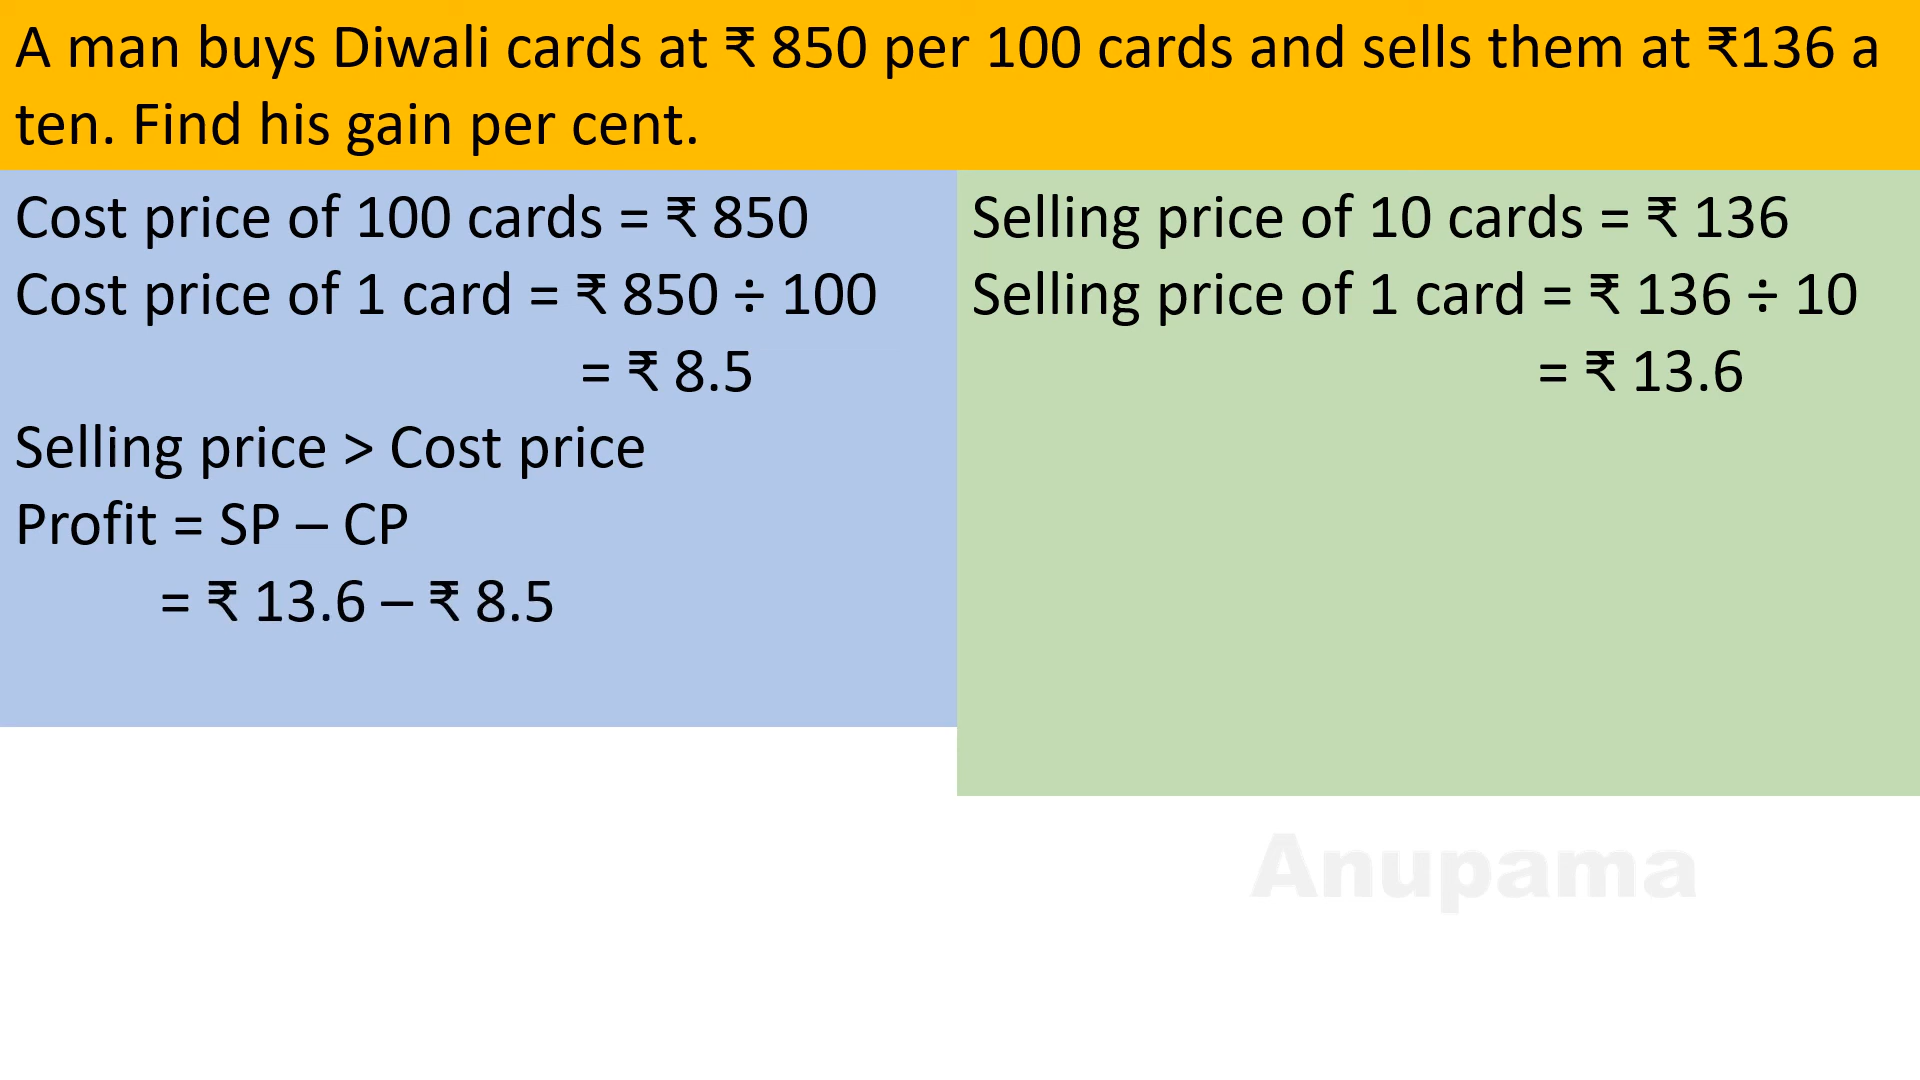 A man buys Diwali cards at ₹ 850 per 100 cards and sells them at ₹136 a
ten. Find his gain per cent.
Cost price of 100 cards = ₹ 850
Cost price of 1 card = ₹ 850 ÷ 100
= ₹ 8.5
Selling price > Cost price
Profit = SP – CP
= ₹ 13.6 – ₹ 8.5
Selling price of 10 cards = ₹ 136
Selling price of 1 card = ₹ 136 ÷ 10
= ₹ 13.6
Anupama